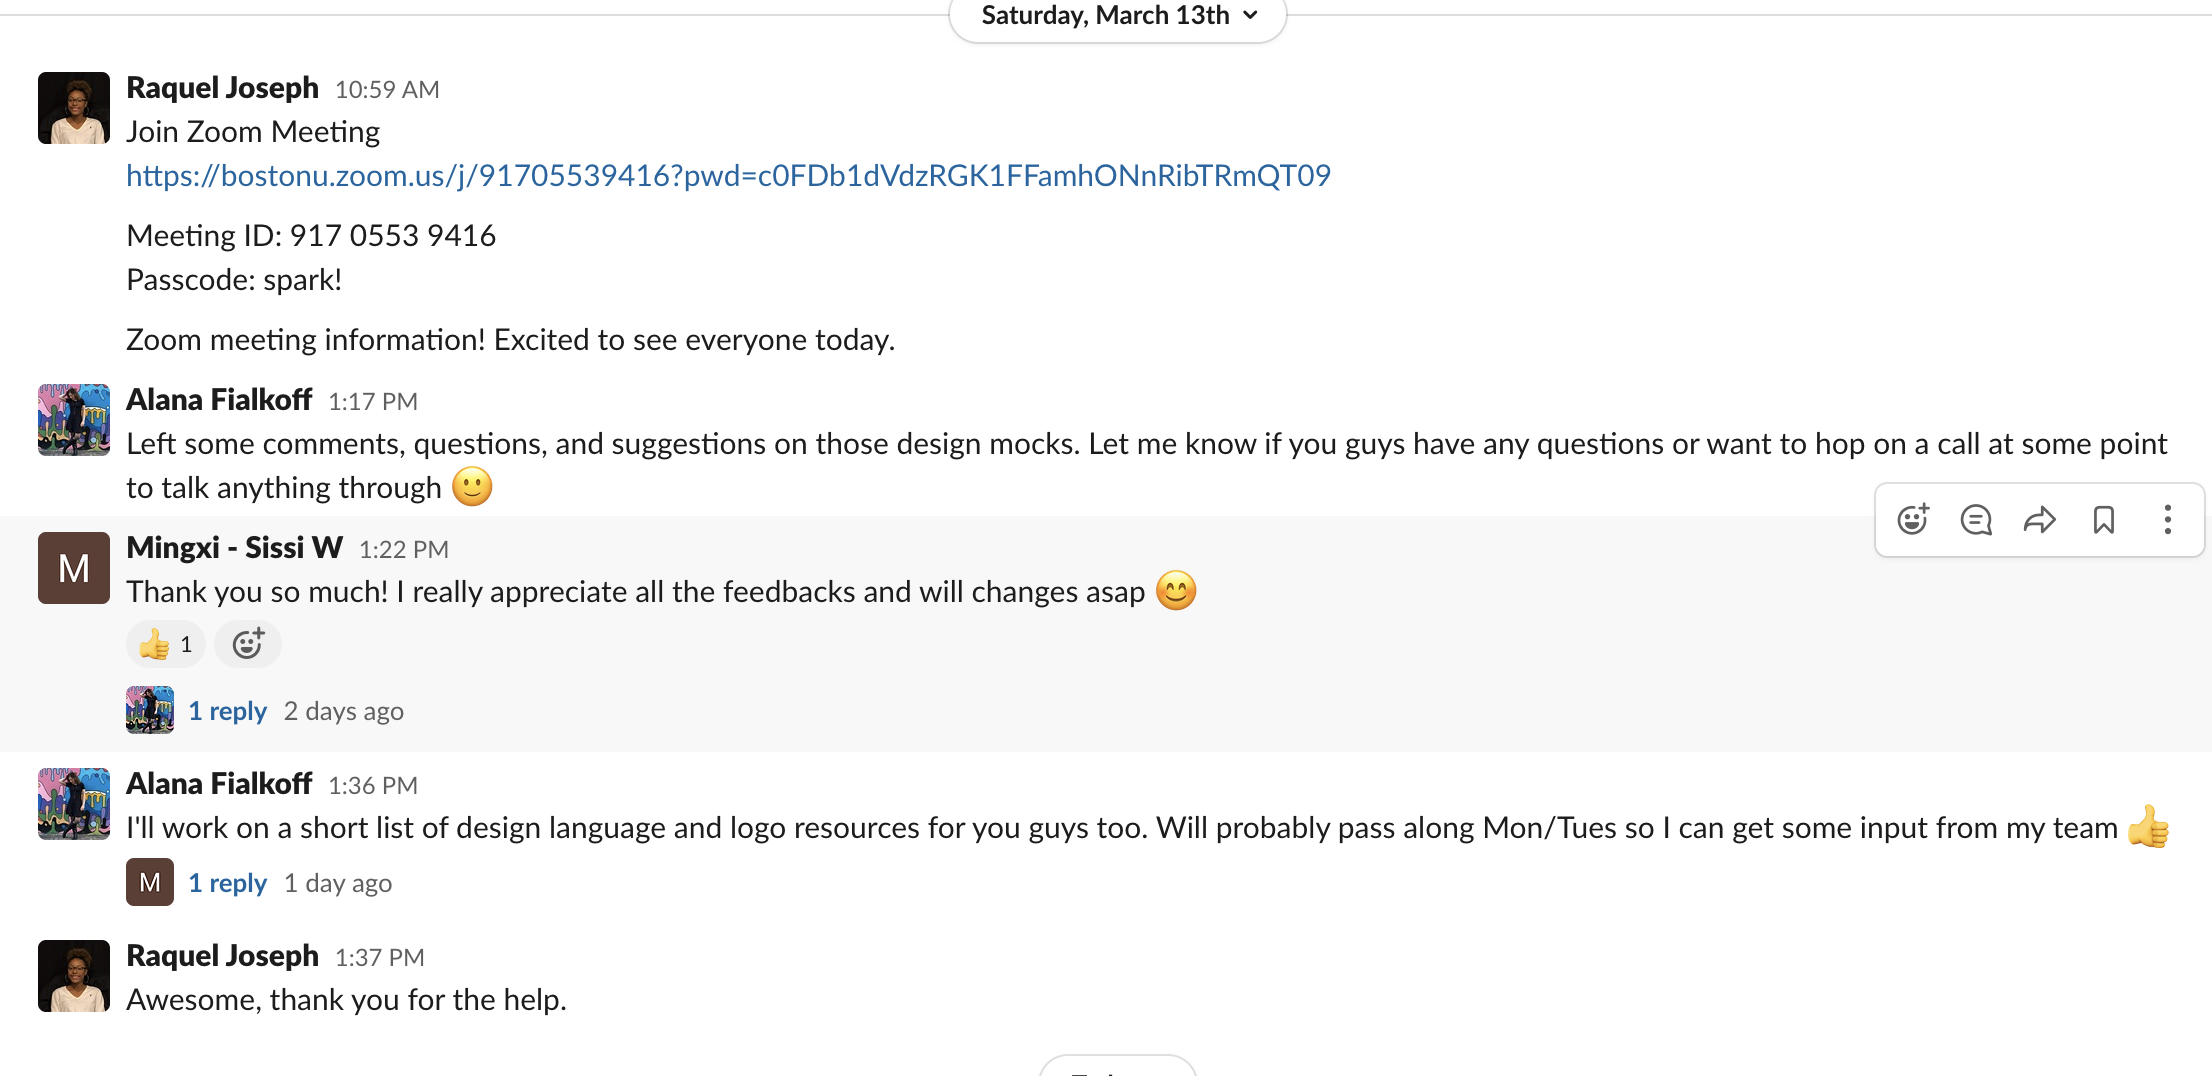 Saturday, March 13th
Raquel Joseph 10:59 AM
Join Zoom Meeting
https://bostonu.zoom.us/j/91705539416?pwd=c0FDb1dVdzRGK1FFamhONnRibTRmQT09
Meeting ID: 917 0553 9416
Passcode: spark!
Zoom meeting information! Excited to see everyone today.
Alana Fialkoff 1:17 PM
Left some comments, questions, and suggestions on those design mocks. Let me know if you guys have any questions or want to hop on a call at some point
to talk anything through 🙂
M
Mingxi - Sissi W 1:22 PM
Thank you so much! I really appreciate all the feedbacks and will changes asap 😊
👍 1
1 reply 2 days ago
Alana Fialkoff 1:36 PM
I'll work on a short list of design language and logo resources for you guys too. Will probably pass along Mon/Tues so I can get some input from my team 👍
M 1 reply 1 day ago
Raquel Joseph 1:37 PM
Awesome, thank you for the help.